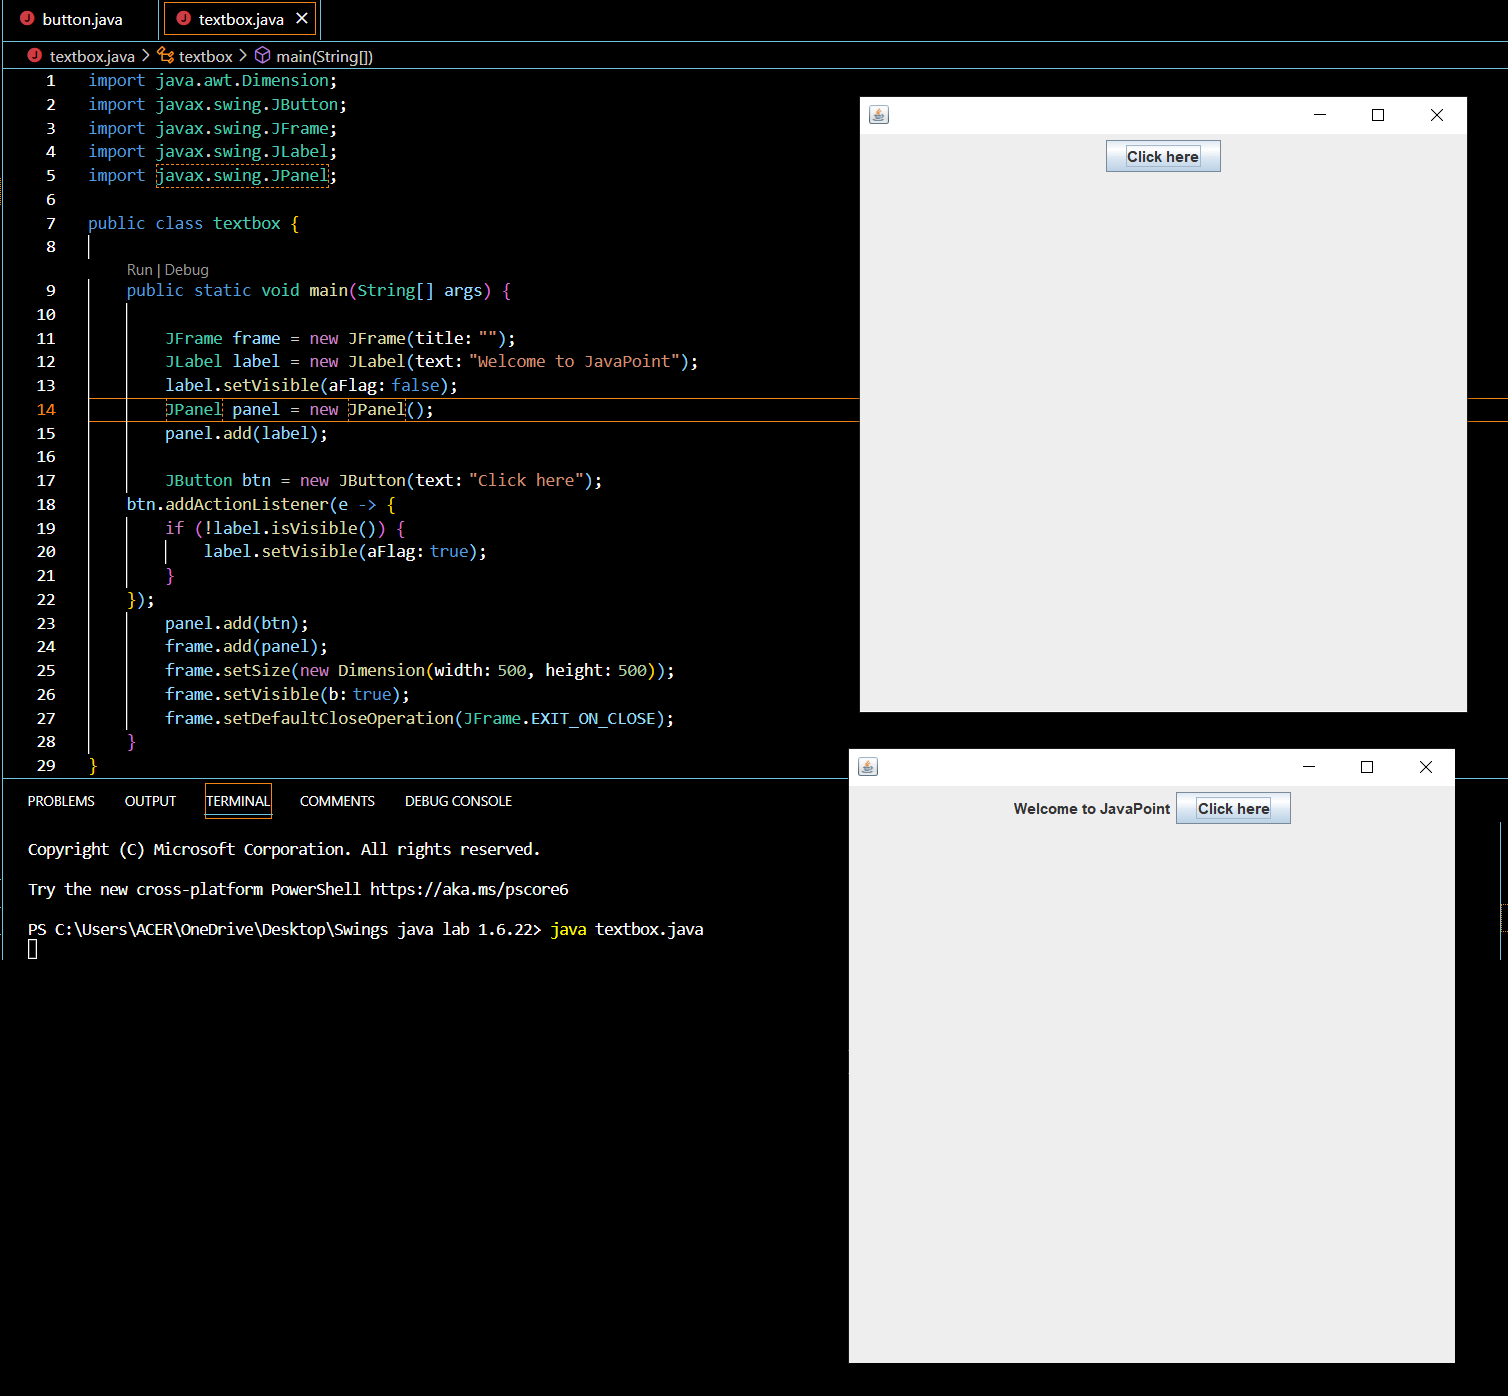 button.java textbox.java
textbox.java > textbox > main(String[])
1 import java.awt.Dimension;
2 import javax.swing.JButton;
3 import javax.swing.JFrame;
4 import javax.swing.JLabel;
5 import javax.swing.JPanel;
6
7 public class textbox {
8
Run | Debug
9 public static void main(String[] args) {
10
11 JFrame frame = new JFrame(title: "");
12 JLabel label = new JLabel(text: "Welcome to JavaPoint");
13 label.setVisible(aFlag: false);
14 JPanel panel = new JPanel();
15 panel.add(label);
16
17 JButton btn = new JButton(text: "Click here");
18 btn.addActionListener(e -> {
19 if (!label.isVisible()) {
20 label.setVisible(aFlag: true);
21 }
22 });
23 panel.add(btn);
24 frame.add(panel);
25 frame.setSize(new Dimension(width: 500, height: 500));
26 frame.setVisible(b: true);
27 frame.setDefaultCloseOperation(JFrame.EXIT_ON_CLOSE);
28 }
29 }
PROBLEMS OUTPUT TERMINAL COMMENTS DEBUG CONSOLE
Copyright (C) Microsoft Corporation. All rights reserved.
Try the new cross-platform PowerShell https://aka.ms/pscore6
PS C:\Users\ACER\OneDrive\Desktop\Swings java lab 1.6.22> java textbox.java
Click here
Welcome to JavaPoint Click here